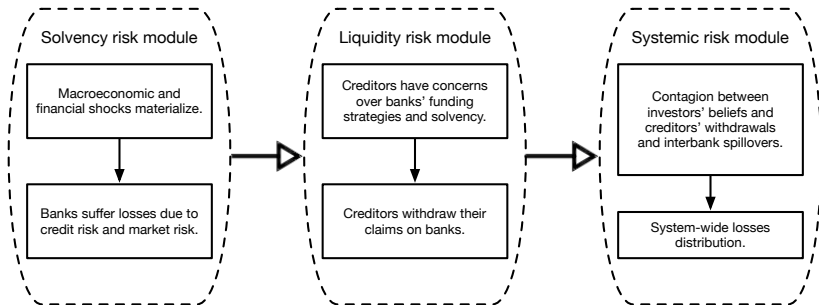 Solvency risk module
Macroeconomic and
financial shocks materialize.
Banks suffer losses due to
credit risk and market risk.
Liquidity risk module
Creditors have concerns
over banks’ funding
strategies and solvency.
Creditors withdraw their
claims on banks.
Systemic risk module
Contagion between
investors’ beliefs and
creditors’ withdrawals
and interbank spillovers.
System-wide losses
distribution.